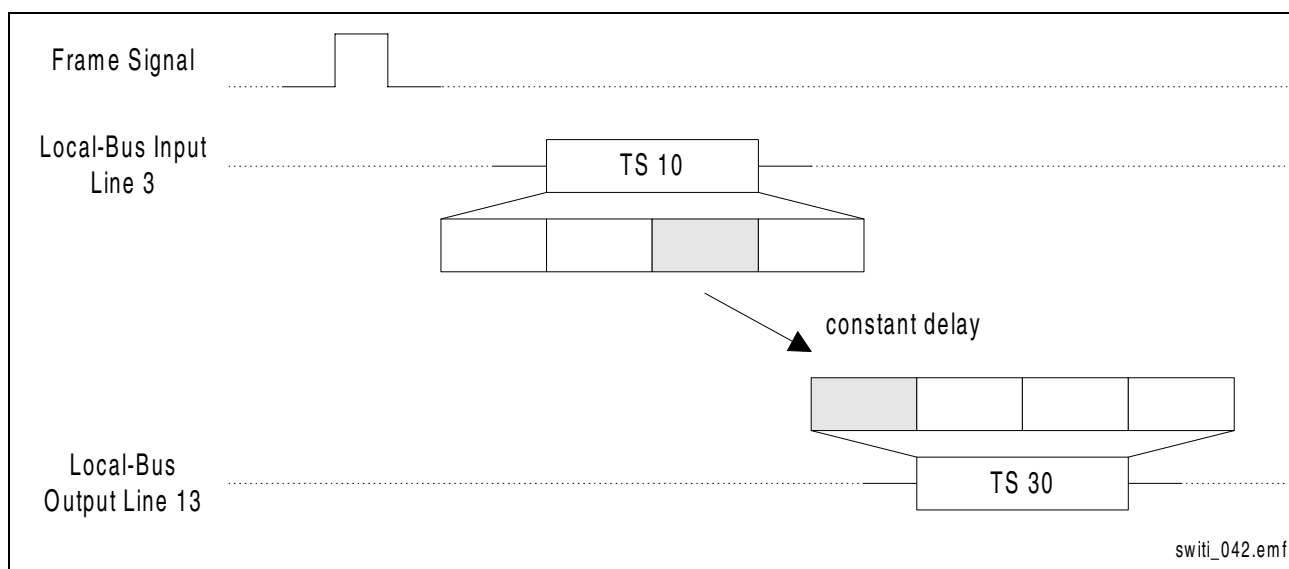 Frame Signal
Local-Bus Input
Line 3
TS 10
constant delay
Local-Bus
Output Line 13
TS 30
switi_042.emf